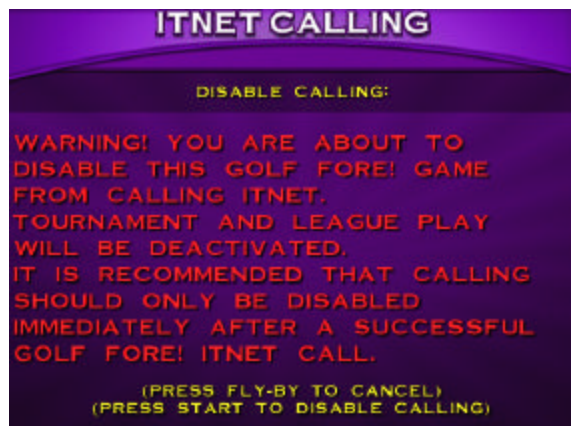 ITNET CALLING
DISABLE CALLING:
WARNING! YOU ARE ABOUT TO
DISABLE THIS GOLF FORE! GAME
FROM CALLING ITNET.
TOURNAMENT AND LEAGUE PLAY
WILL BE DEACTIVATED.
IT IS RECOMMENDED THAT CALLING
SHOULD ONLY BE DISABLED
IMMEDIATELY AFTER A SUCCESSFUL
GOLF FORE! ITNET CALL.
(PRESS FLY-BY TO CANCEL)
(PRESS START TO DISABLE CALLING)